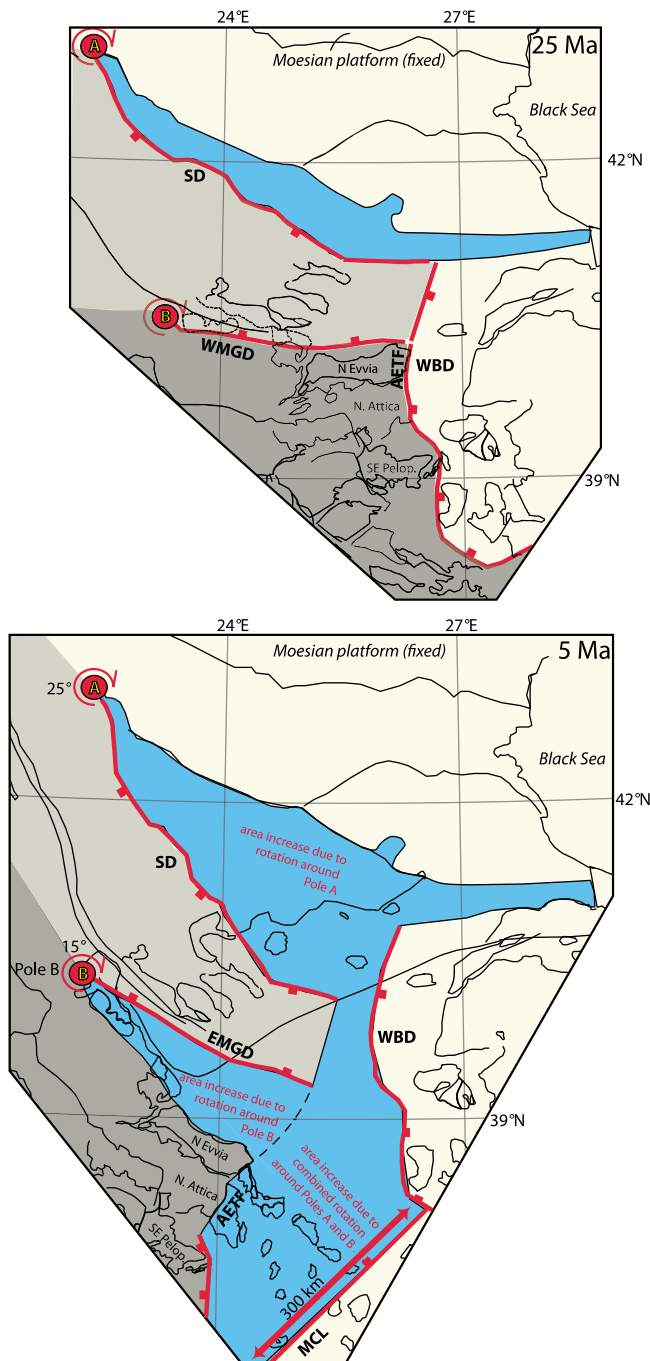 24°E
27°E
25 Ma
Moesian platform (fixed)
A
Black Sea
42°N
SD
B
WMGD
N Evvia
AETF
WBD
N. Attica
SE Pelop.
39°N
24°E
27°E
5 Ma
Moesian platform (fixed)
25°
A
Black Sea
42°N
area increase due to
rotation around
Pole A
SD
15°
Pole B
B
EMGD
WBD
area increase due to
rotation around
Pole B
39°N
N Evvia
N. Attica
AETF
area increase due to
combined rotation
around Poles A and B.
SE Pelop.
300 km
MCL